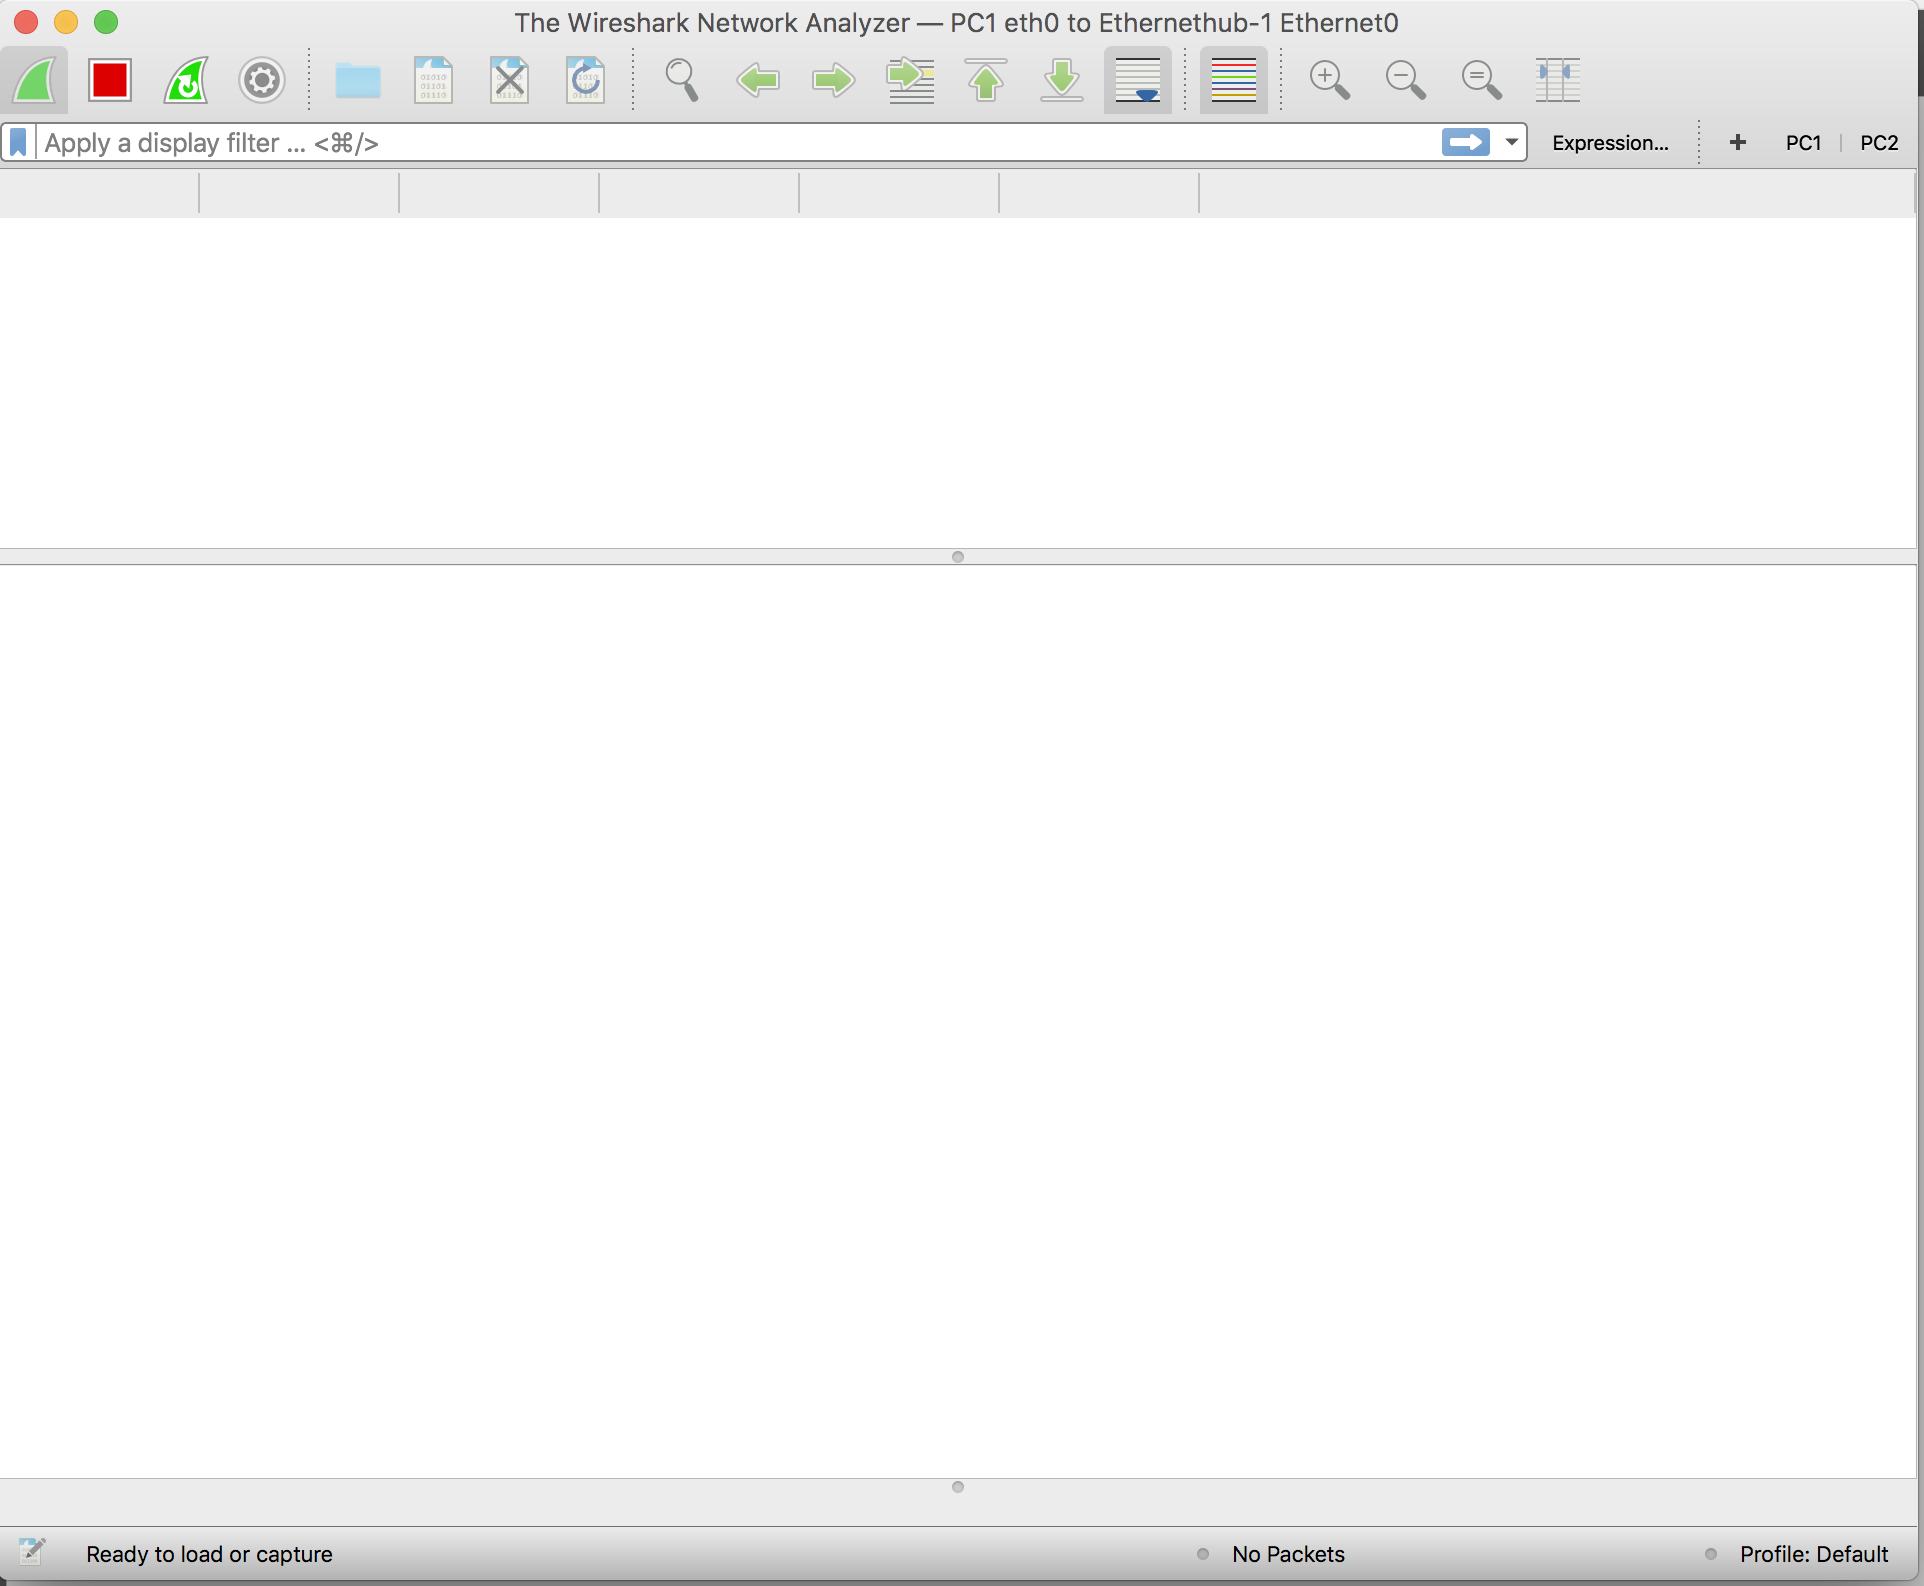 The Wireshark Network Analyzer — PC1 eth0 to Ethernethub-1 Ethernet0
Apply a display filter ... <⌘/>
Expression...
+
PC1
PC2
Ready to load or capture
No Packets
Profile: Default